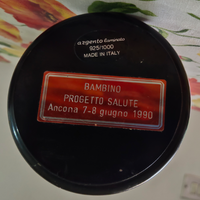 argento laminato
925/1000
MADE IN ITALY
BAMBINO
PROGETTO SALUTE
Ancona 7-8 giugno 1990